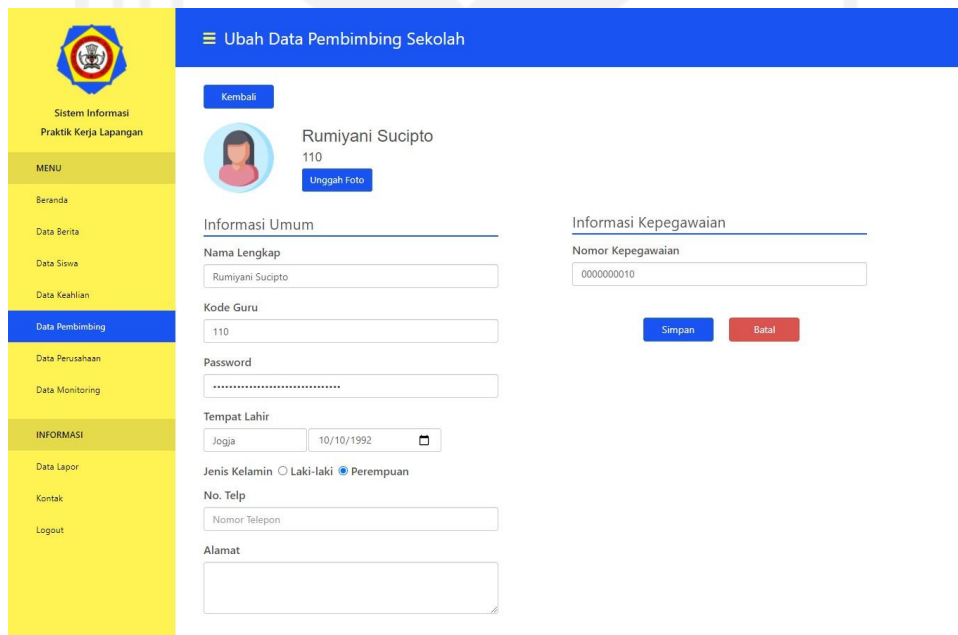 Sistem Informasi
Praktik Kerja Lapangan
MENU
Beranda
Data Berita
Data Siswa
Data Keahlian
Data Pembimbing
Data Perusahaan
Data Monitoring
INFORMASI
Data Lapor
Kontak
Logout
☰ Ubah Data Pembimbing Sekolah
Kembali
Rumiyani Sucipto
110
Unggah Foto
Informasi Umum
Nama Lengkap
Rumiyani Sucipto
Kode Guru
110
Password
••••••••••••••••••••••••••••••••
Tempat Lahir
Jogja 10/10/1992
Jenis Kelamin Laki-laki Perempuan
No. Telp
Nomor Telepon
Alamat
Informasi Kepegawaian
Nomor Kepegawaian
0000000010
Simpan Batal